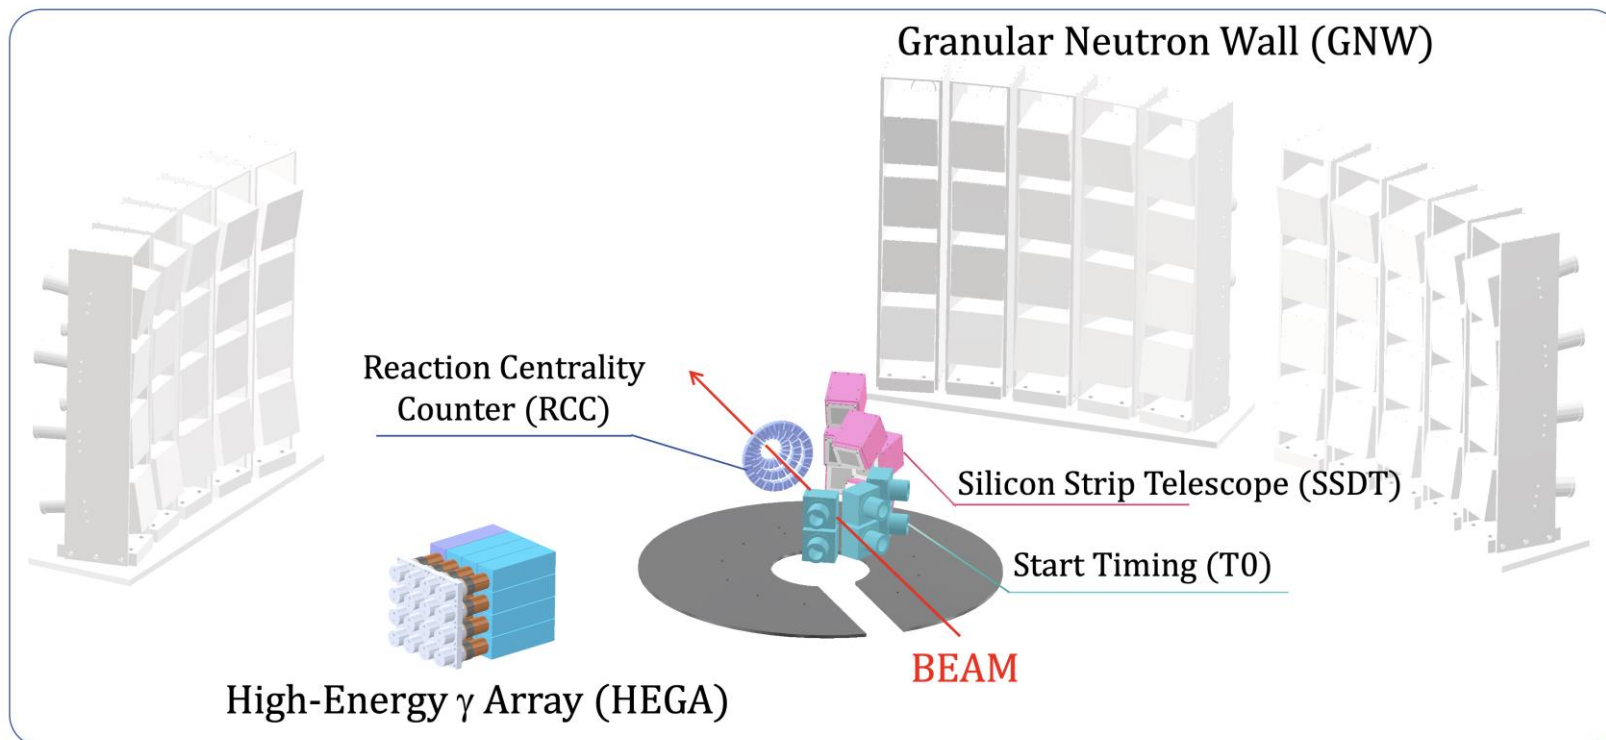 Granular Neutron Wall (GNW)
Reaction Centrality
Counter (RCC)
Silicon Strip Telescope (SSDT)
Start Timing (T0)
BEAM
High-Energy γ Array (HEGA)